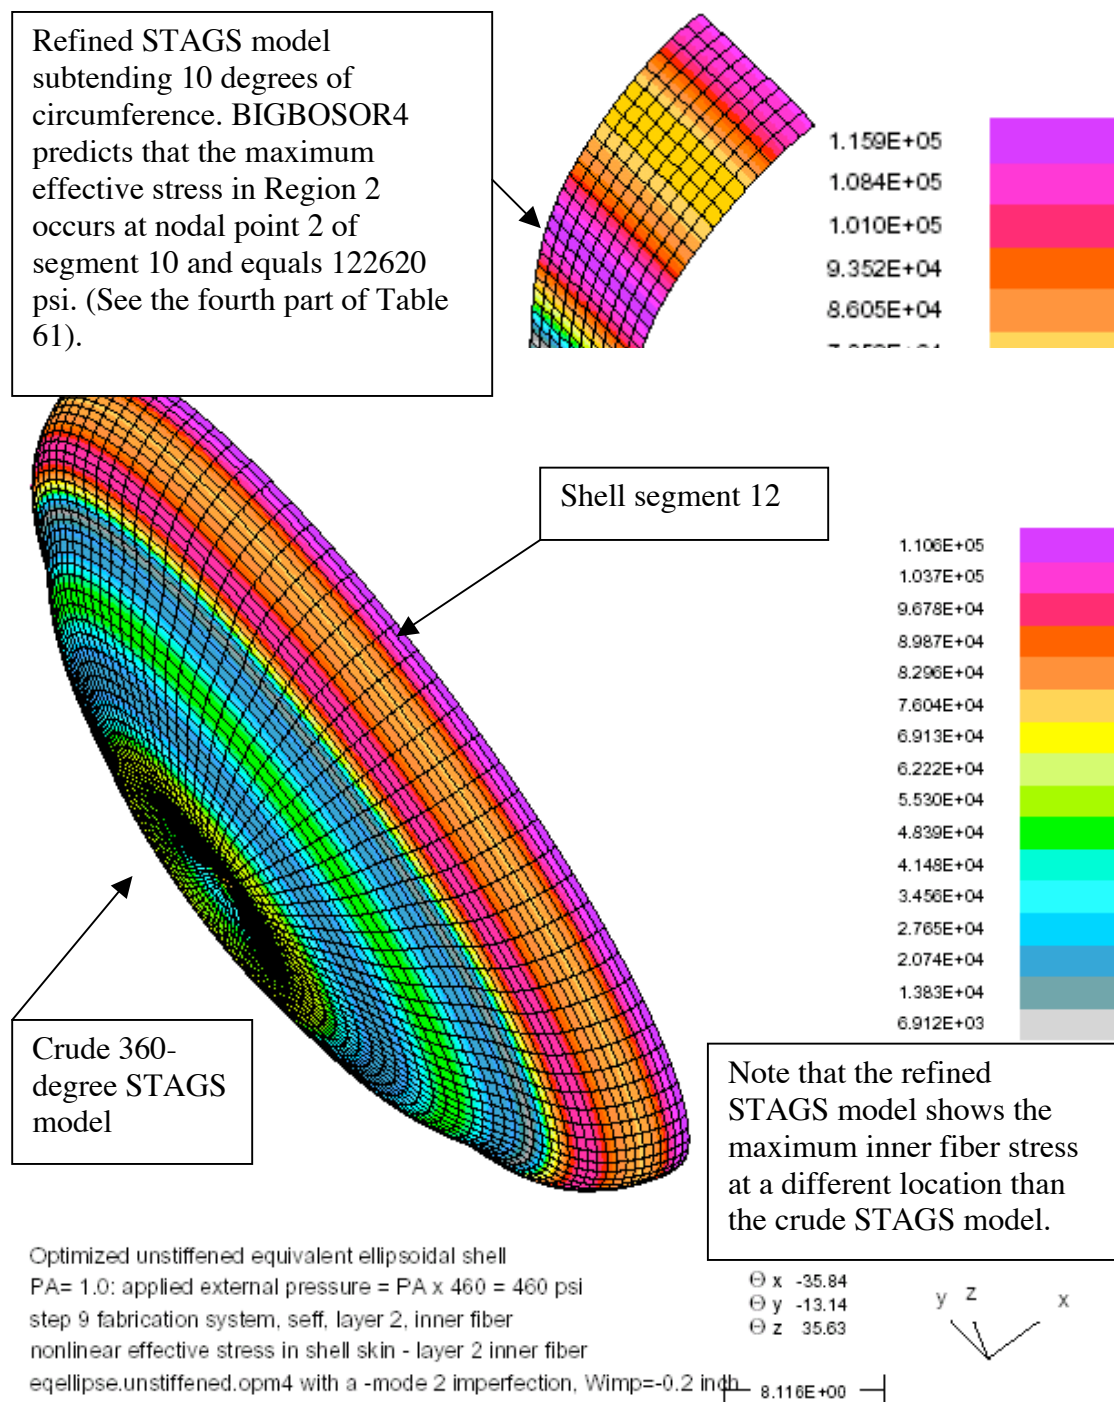 Refined STAGS model
subtending 10 degrees of
circumference. BIGBOSOR4
predicts that the maximum
effective stress in Region 2
occurs at nodal point 2 of
segment 10 and equals 122620
psi. (See the fourth part of Table
61).
1.159E+05
1.084E+05
1.010E+05
9.352E+04
8.605E+04
Shell segment 12
1.106E+05
1.037E+05
9.678E+04
8.987E+04
8.296E+04
7.604E+04
6.913E+04
6.222E+04
5.530E+04
4.839E+04
4.148E+04
3.456E+04
2.765E+04
2.074E+04
1.383E+04
6.912E+03
Crude 360-
degree STAGS
model
Note that the refined
STAGS model shows the
maximum inner fiber stress
at a different location than
the crude STAGS model.
Optimized unstiffened equivalent ellipsoidal shell
PA= 1.0: applied external pressure = PA x 460 = 460 psi
step 9 fabrication system, seff, layer 2, inner fiber
nonlinear effective stress in shell skin - layer 2 inner fiber
eqellipse.unstiffened.opm4 with a -mode 2 imperfection, Wimp=-0.2 inch
Θ x -35.84
Θ y -13.14
Θ z 35.63
y z x
8.116E+00